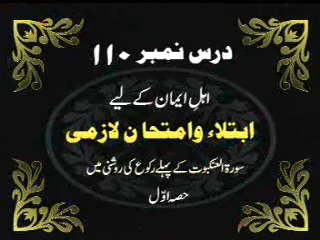 درس نمبر ۱۱۰
اہلِ ایمان کے لیے
ابتلاء وامتحان لازمی
سورۃ العنکبوت کے پہلے رکوع کی روشنی میں
حصہ اوّل